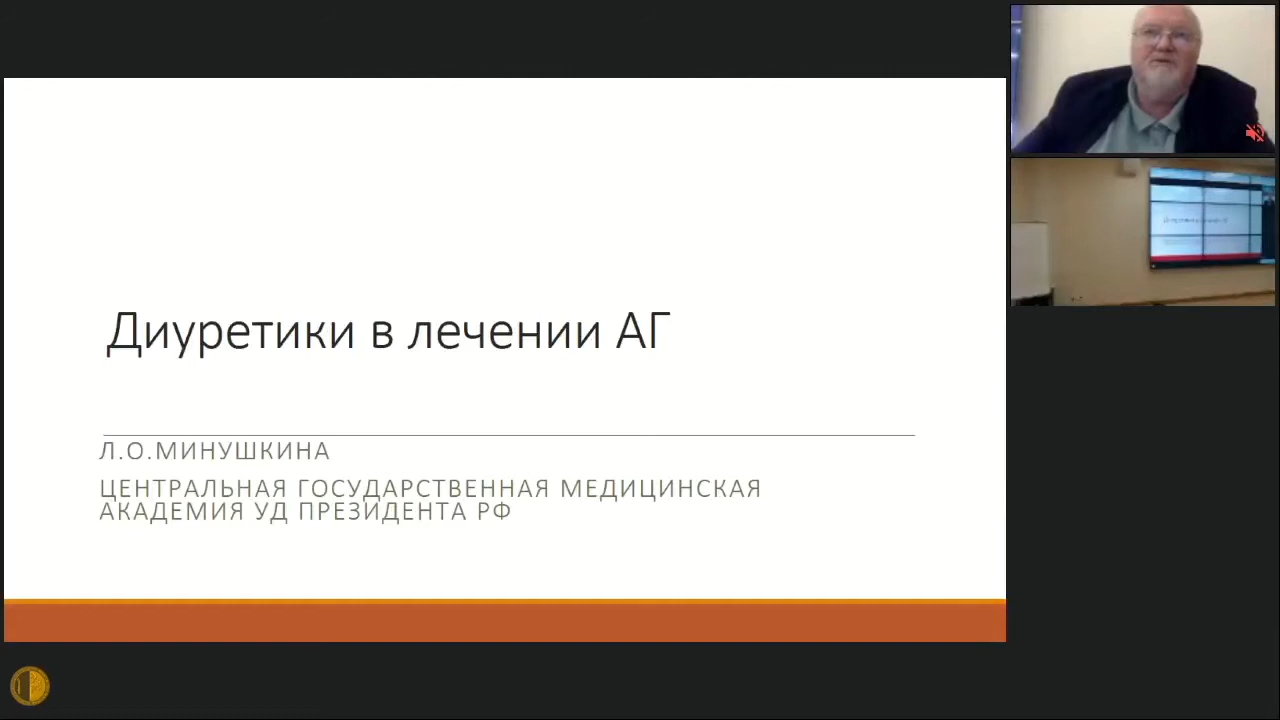 Диуретики в лечении АГ
Л.О.МИНУШКИНА
ЦЕНТРАЛЬНАЯ ГОСУДАРСТВЕННАЯ МЕДИЦИНСКАЯ
АКАДЕМИЯ УД ПРЕЗИДЕНТА РФ